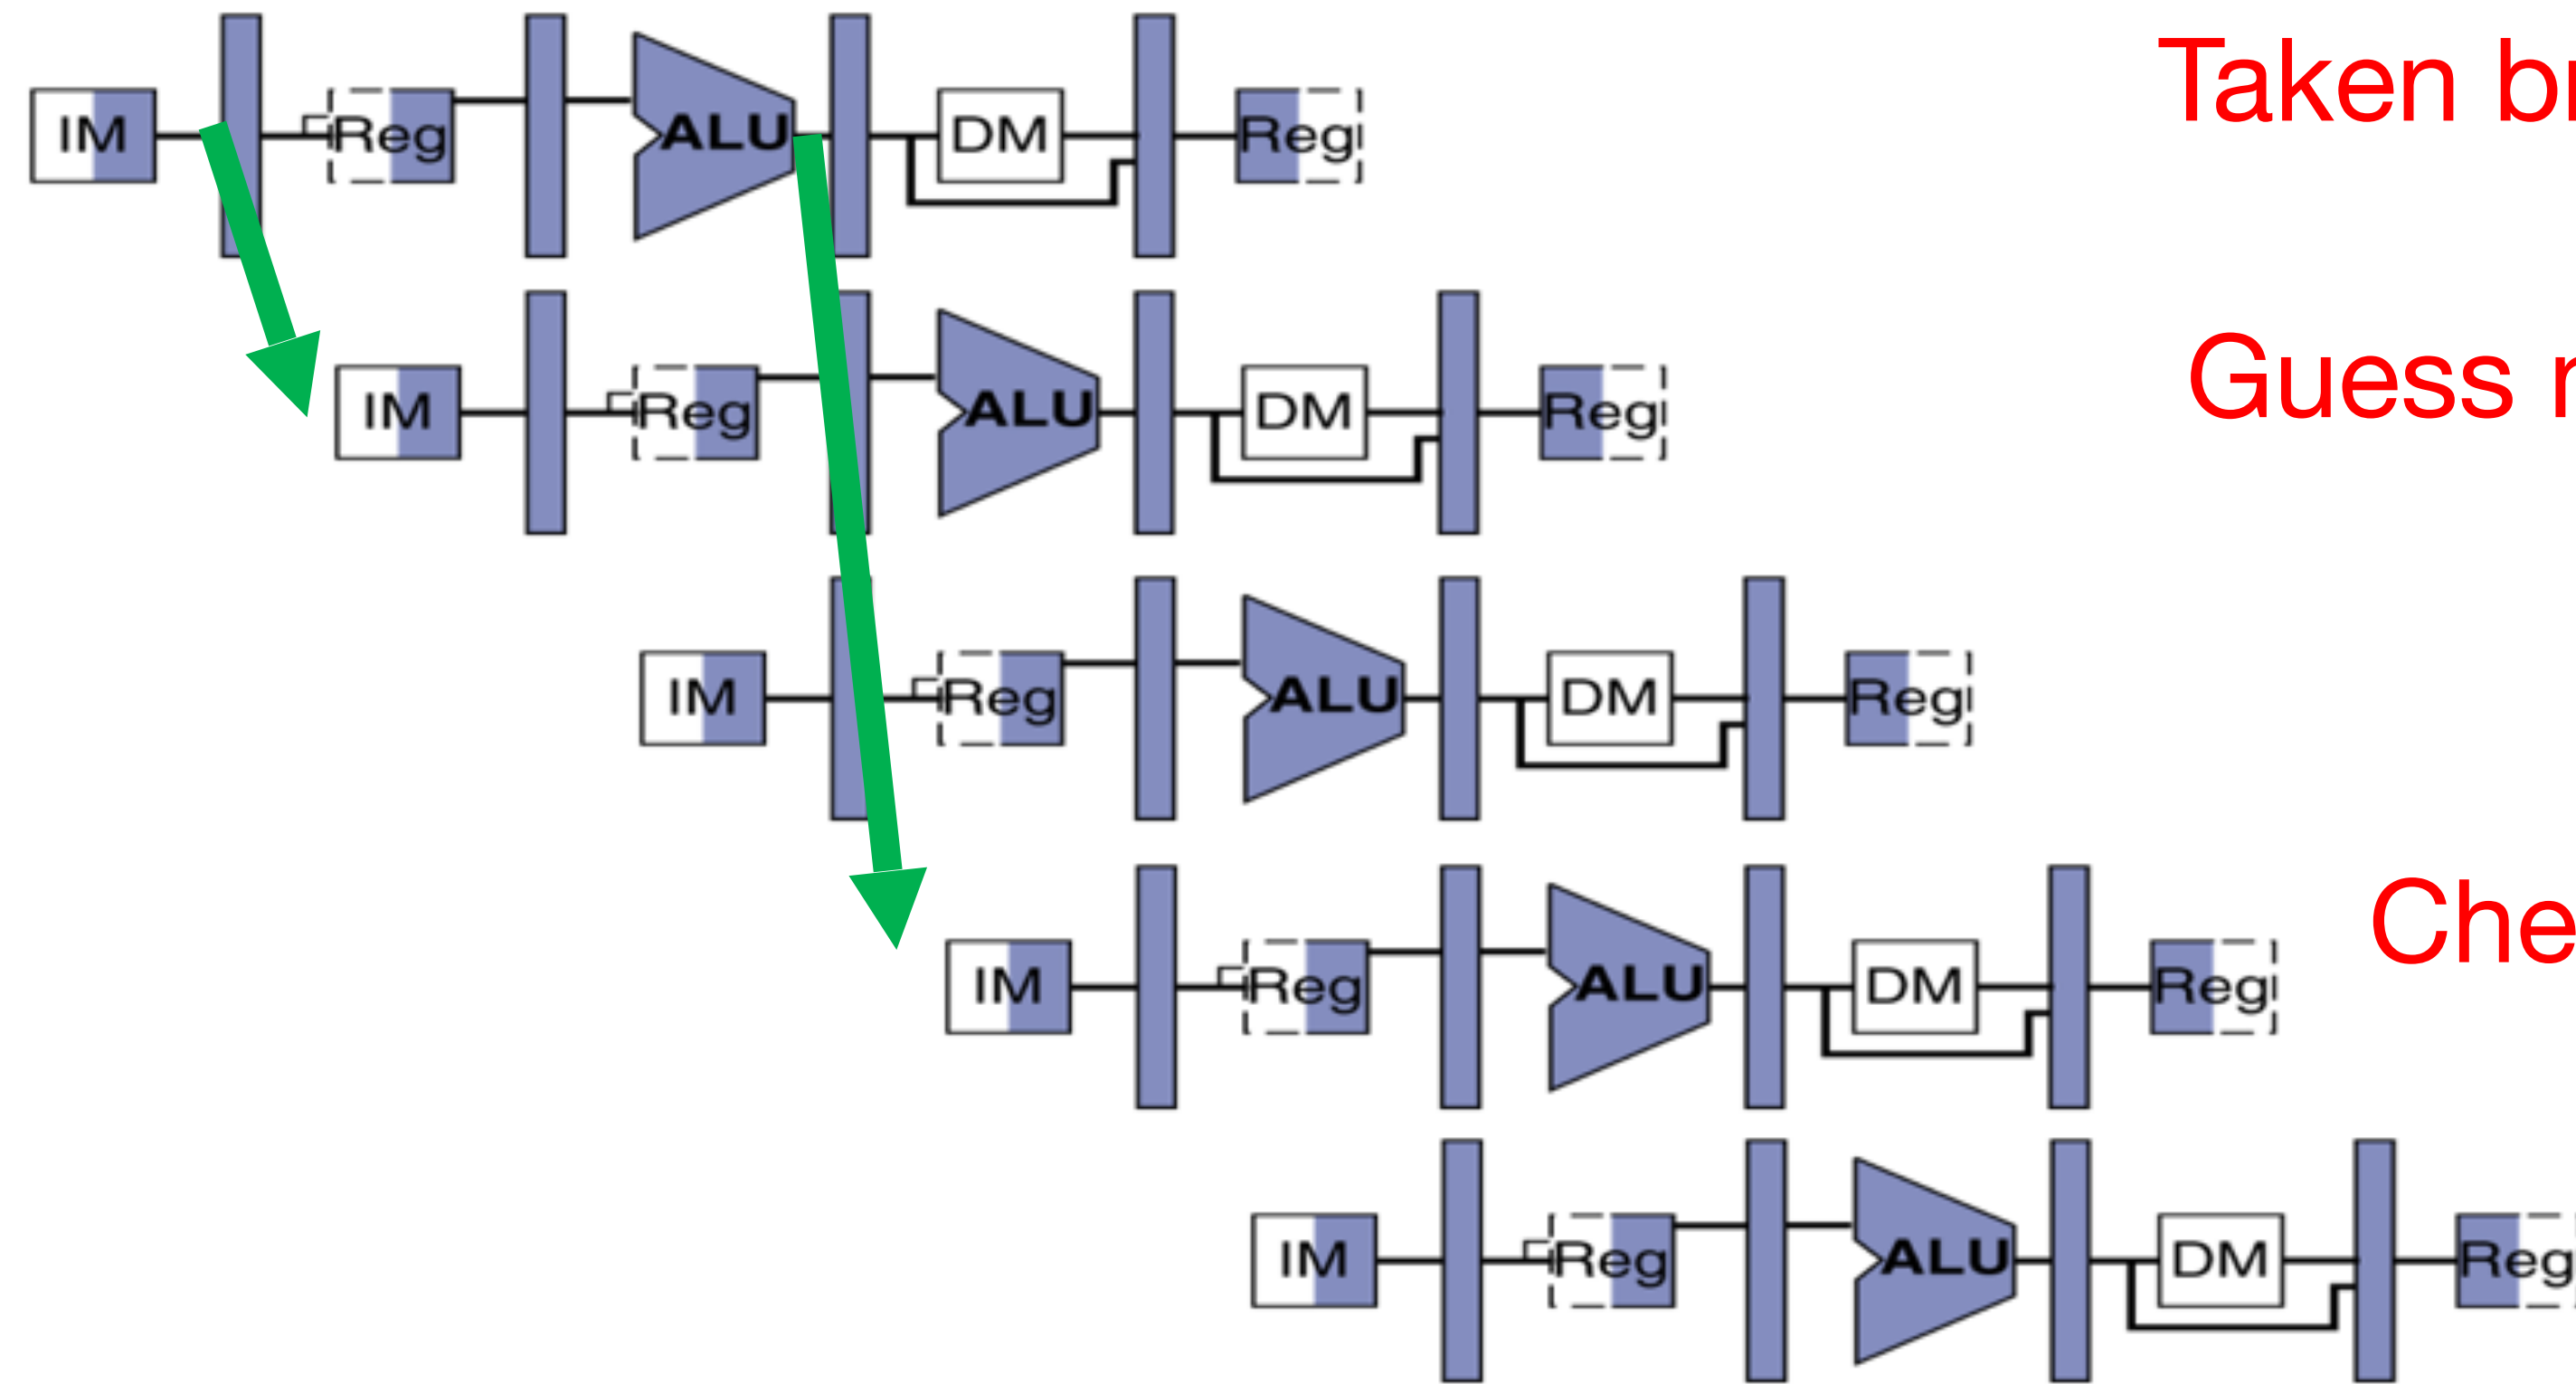 IM Reg ALU DM Reg Taken b
IM Reg ALU DM Reg Guess
IM Reg ALU DM Reg
IM Reg ALU DM Reg Che
IM Reg ALU DM Reg